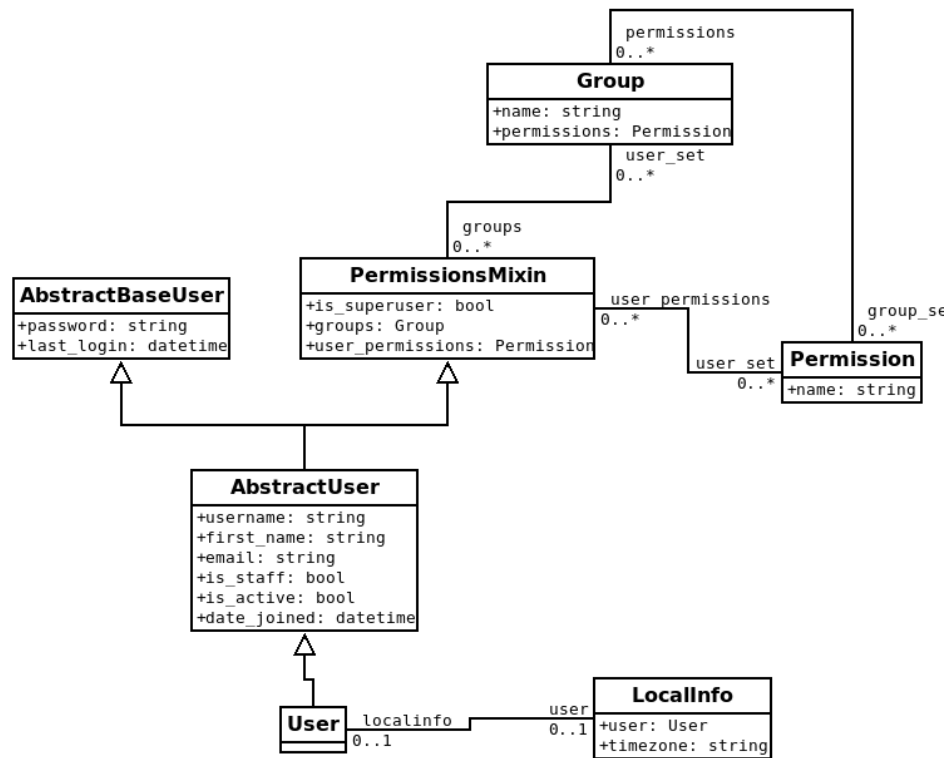 permissions
0..*
Group
+name: string
+permissions: Permission
user_set
0..*
groups
0..*
PermissionsMixin
+is_superuser: bool
+groups: Group
+user_permissions: Permission
AbstractBaseUser
+password: string
+last_login: datetime
user_permissions
0..*
group_se
0..*
user_set
0..*
Permission
+name: string
AbstractUser
+username: string
+first_name: string
+email: string
+is_staff: bool
+is_active: bool
+date_joined: datetime
User
localinfo
0..1
user
0..1
LocalInfo
+user: User
+timezone: string